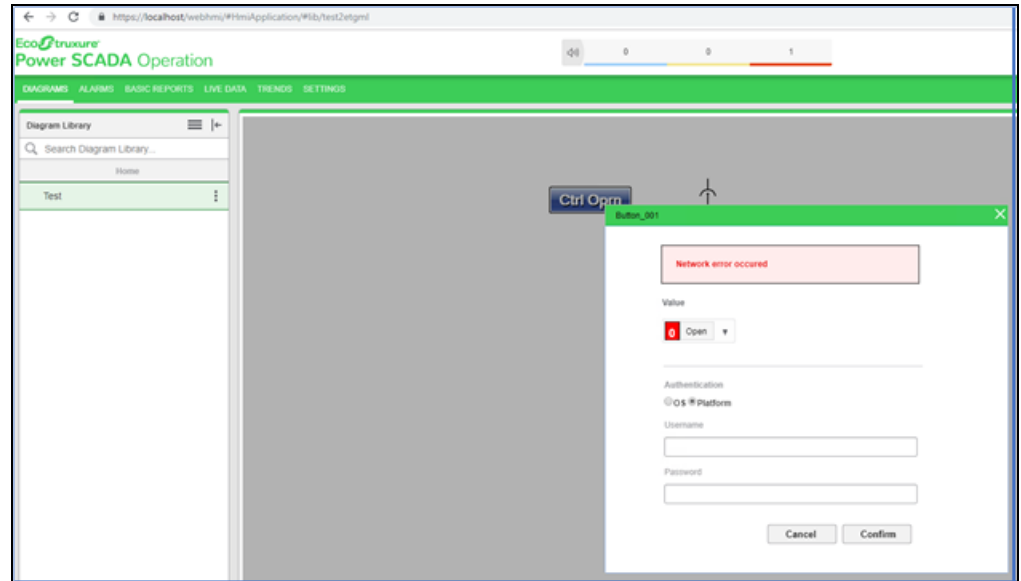 https://localhost/webhmi/#HmiApplication/#lib/test2etgml
EcoStruxure
Power SCADA Operation
0 0 1
DIAGRAMS ALARMS BASIC REPORTS LIVE DATA TRENDS SETTINGS
Diagram Library
Search Diagram Library...
Home
Test
Ctrl Oprn
Button_001
Network error occured
Value
0 Open
Authentication
OS Platform
Username
Password
Cancel Confirm